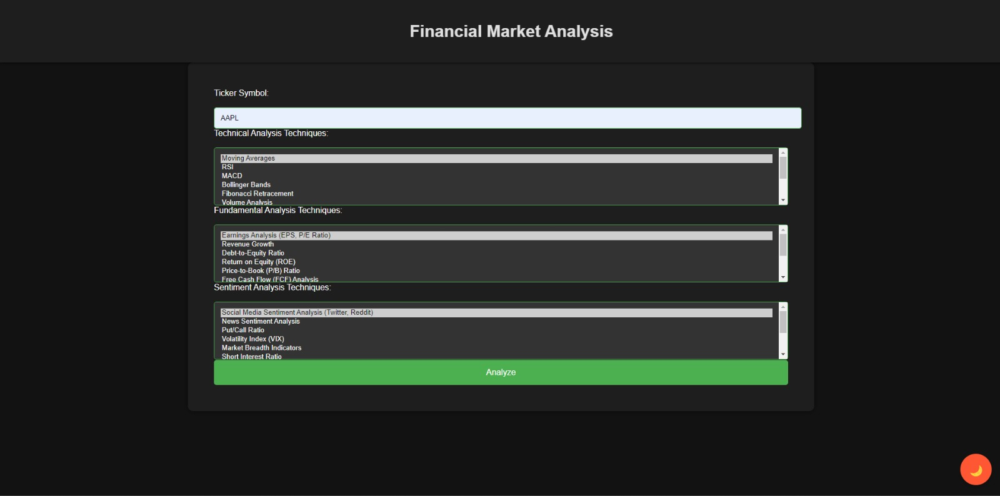 Financial Market Analysis
Ticker Symbol:
AAPL
Technical Analysis Techniques:
Moving Averages
RSI
MACD
Bollinger Bands
Fibonacci Retracement
Volume Analysis
Fundamental Analysis Techniques:
Earnings Analysis (EPS, P/E Ratio)
Revenue Growth
Debt-to-Equity Ratio
Return on Equity (ROE)
Price-to-Book (P/B) Ratio
Free Cash Flow (FCF) Analysis
Sentiment Analysis Techniques:
Social Media Sentiment Analysis (Twitter, Reddit)
News Sentiment Analysis
Put/Call Ratio
Volatility Index (VIX)
Market Breadth Indicators
Short Interest Ratio
Analyze